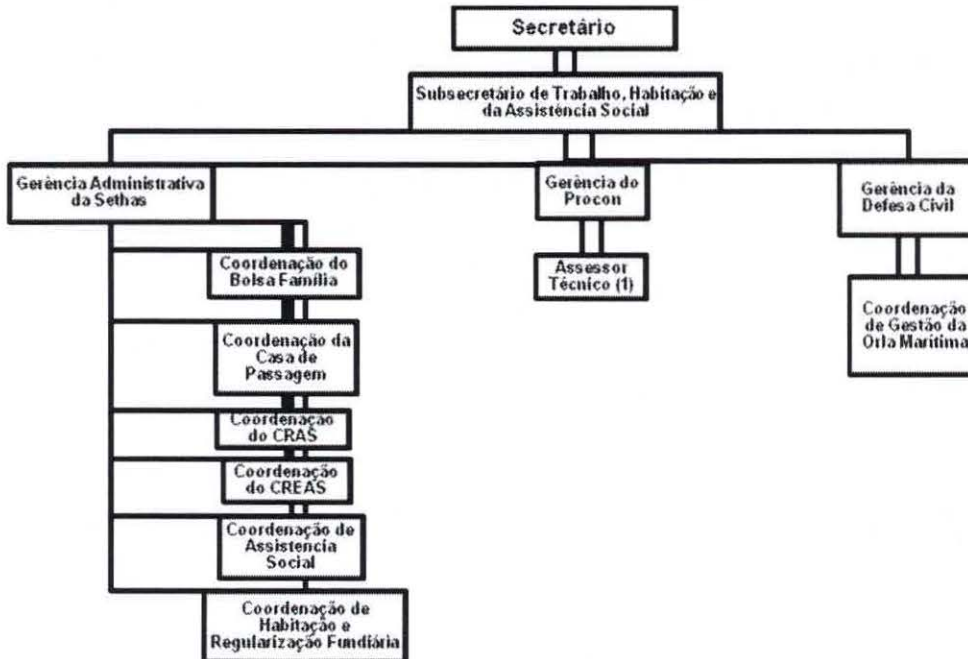 Secretário
Subsecretário de Trabalho, Habitação e
da Assistência Social
Gerência Administrativa
da Sethas
Gerência do
Procon
Gerência da
Defesa Civil
Coordenação do
Bolsa Família
Assessor
Técnico (1)
Coordenação
de Gestão da
Orla Marítima
Coordenação da
Casa de
Passagem
Coordenação
do CRAS
Coordenação
do CREAS
Coordenação de
Assistencia
Social
Coordenação de
Habitação e
Regularização Fundiária